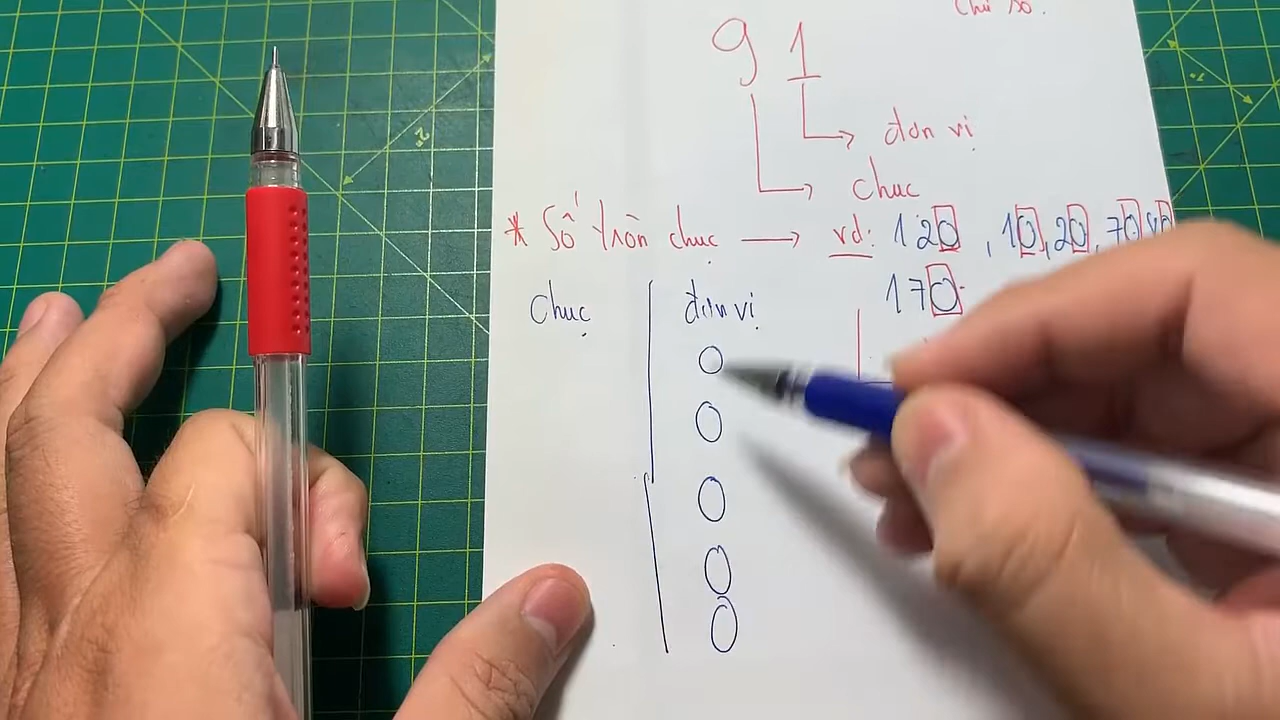 chữ số.
91
đơn vị
chục
* Số tròn chục → vd: 120, 10, 20, 70
170
chục đơn vị
0
0
0
0
0